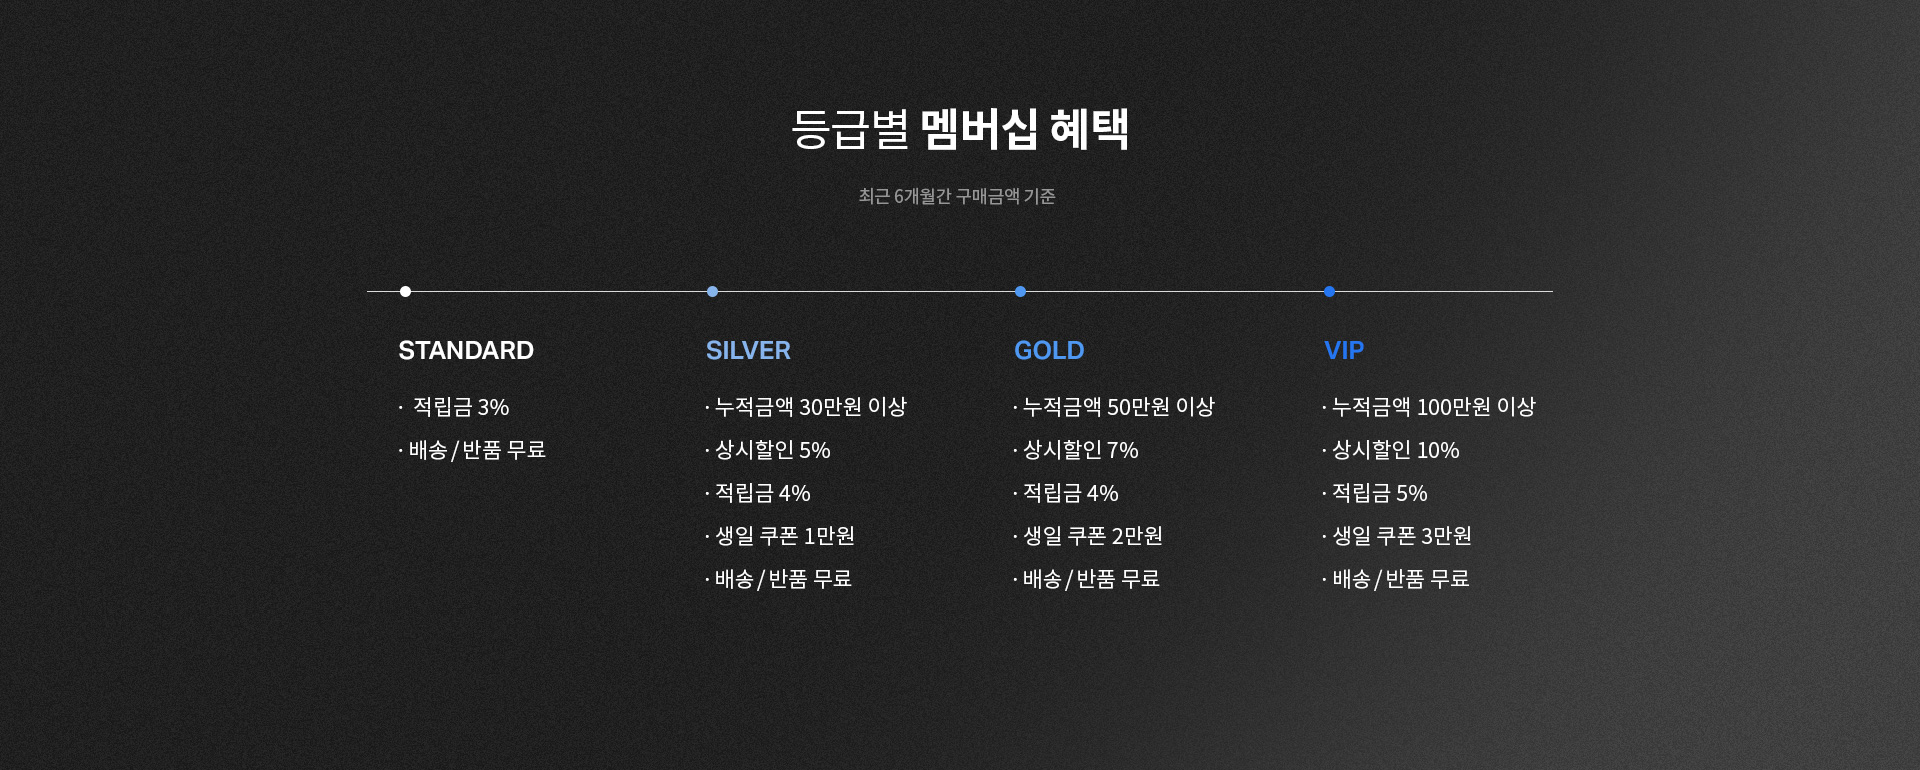 등급별 멤버십 혜택
최근 6개월간 구매금액 기준
STANDARD
· 적립금 3%
· 배송 / 반품 무료
SILVER
· 누적금액 30만원 이상
· 상시할인 5%
· 적립금 4%
· 생일 쿠폰 1만원
· 배송 / 반품 무료
GOLD
· 누적금액 50만원 이상
· 상시할인 7%
· 적립금 4%
· 생일 쿠폰 2만원
· 배송 / 반품 무료
VIP
· 누적금액 100만원 이상
· 상시할인 10%
· 적립금 5%
· 생일 쿠폰 3만원
· 배송 / 반품 무료